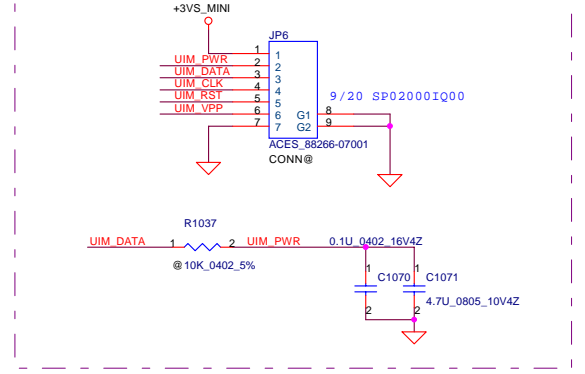 +3VS_MINI
JP6
1 1
UIM_PWR 2 2
UIM_DATA 3 3
UIM_CLK 4 4
UIM_RST 5 5
UIM_VPP 6 6 G1 8
7 7 G2 9
9/20 SP02000IQ00
ACES_88266-07001
CONN@
R1037
UIM_DATA 1 2 UIM_PWR 0.1U_0402_16V4Z
@10K_0402_5%
1 1
C1070 C1071
4.7U_0805_10V4Z
2 2